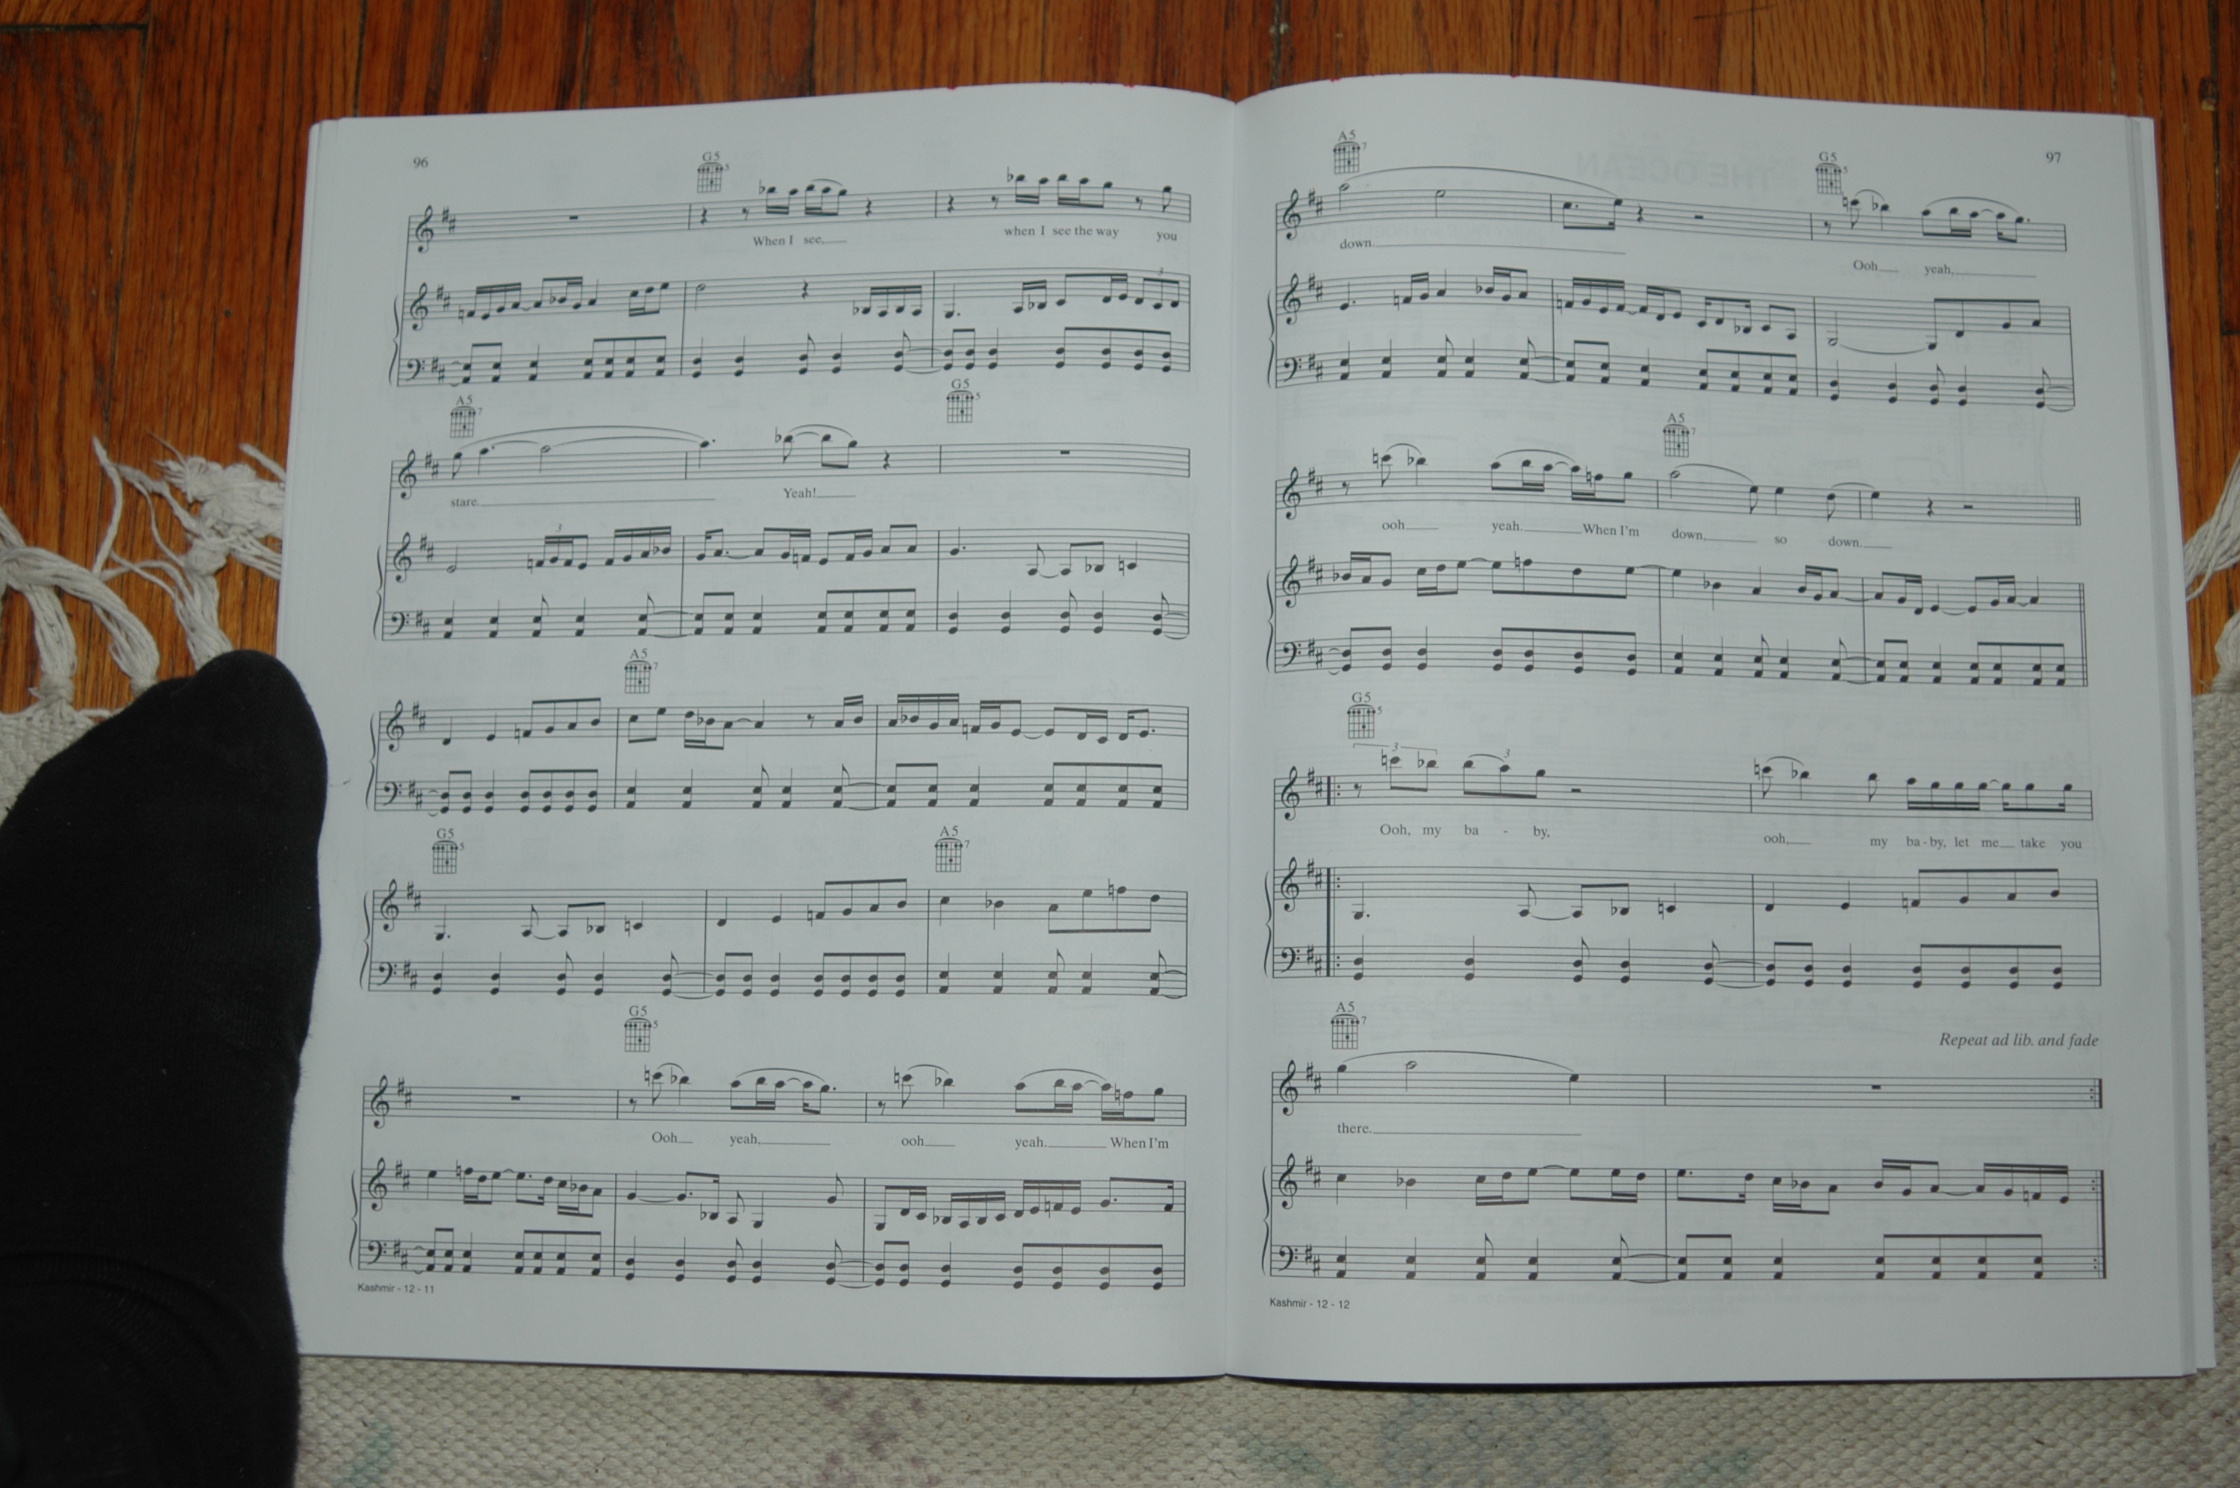 96
G5
When I see
when I see the way you
A5
G5
stare.
Yeah!
A5
G5
A5
G5
Ooh yeah,
ooh yeah. When I'm
Kashmir - 12 - 11
97
A5
G5
down.
Ooh yeah,
A5
ooh yeah. When I'm down, so down.
G5
Ooh, my ba - by,
ooh, my ba - by, let me take you
A5
Repeat ad lib. and fade
there.
Kashmir - 12 - 12